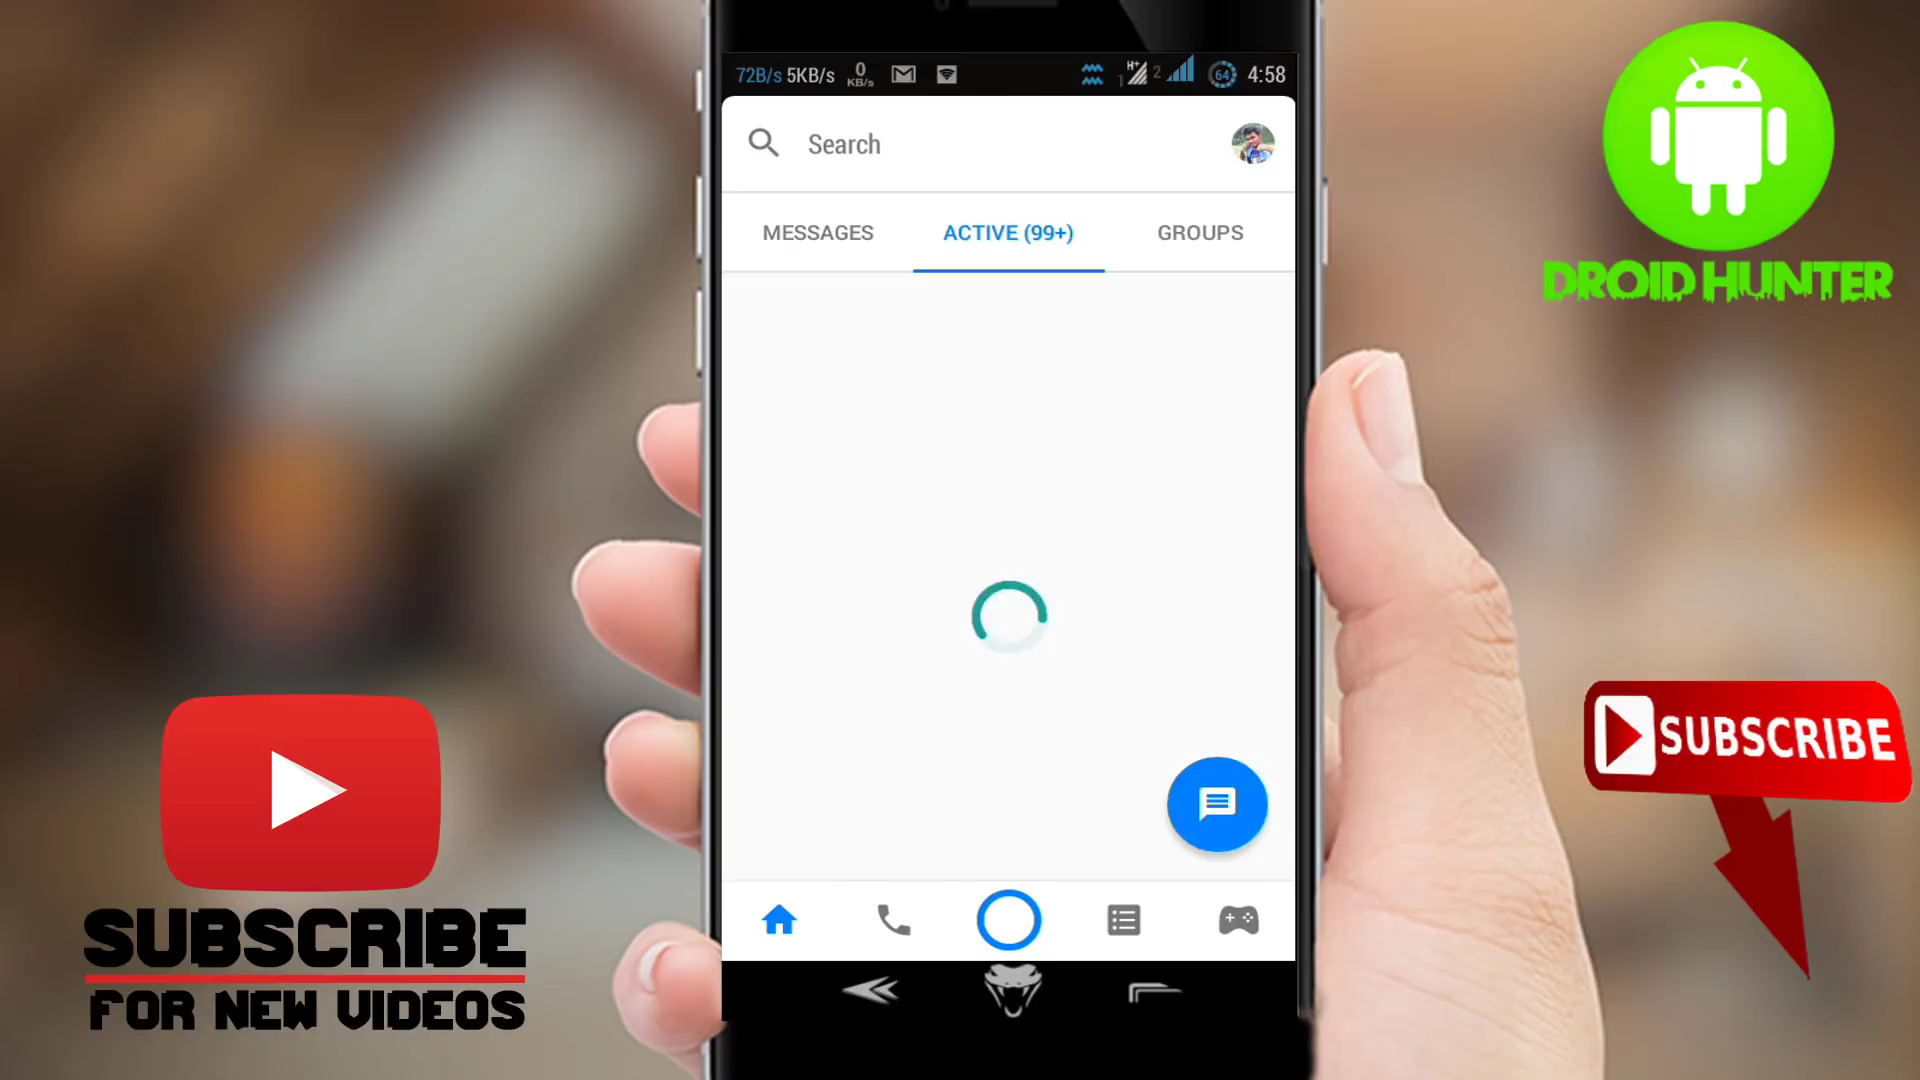 72B/s 5KB/s 0 KB/s 1 H+ 2 64 4:58
Search
MESSAGES ACTIVE (99+) GROUPS
DROID HUNTER
SUBSCRIBE
SUBSCRIBE
FOR NEW VIDEOS